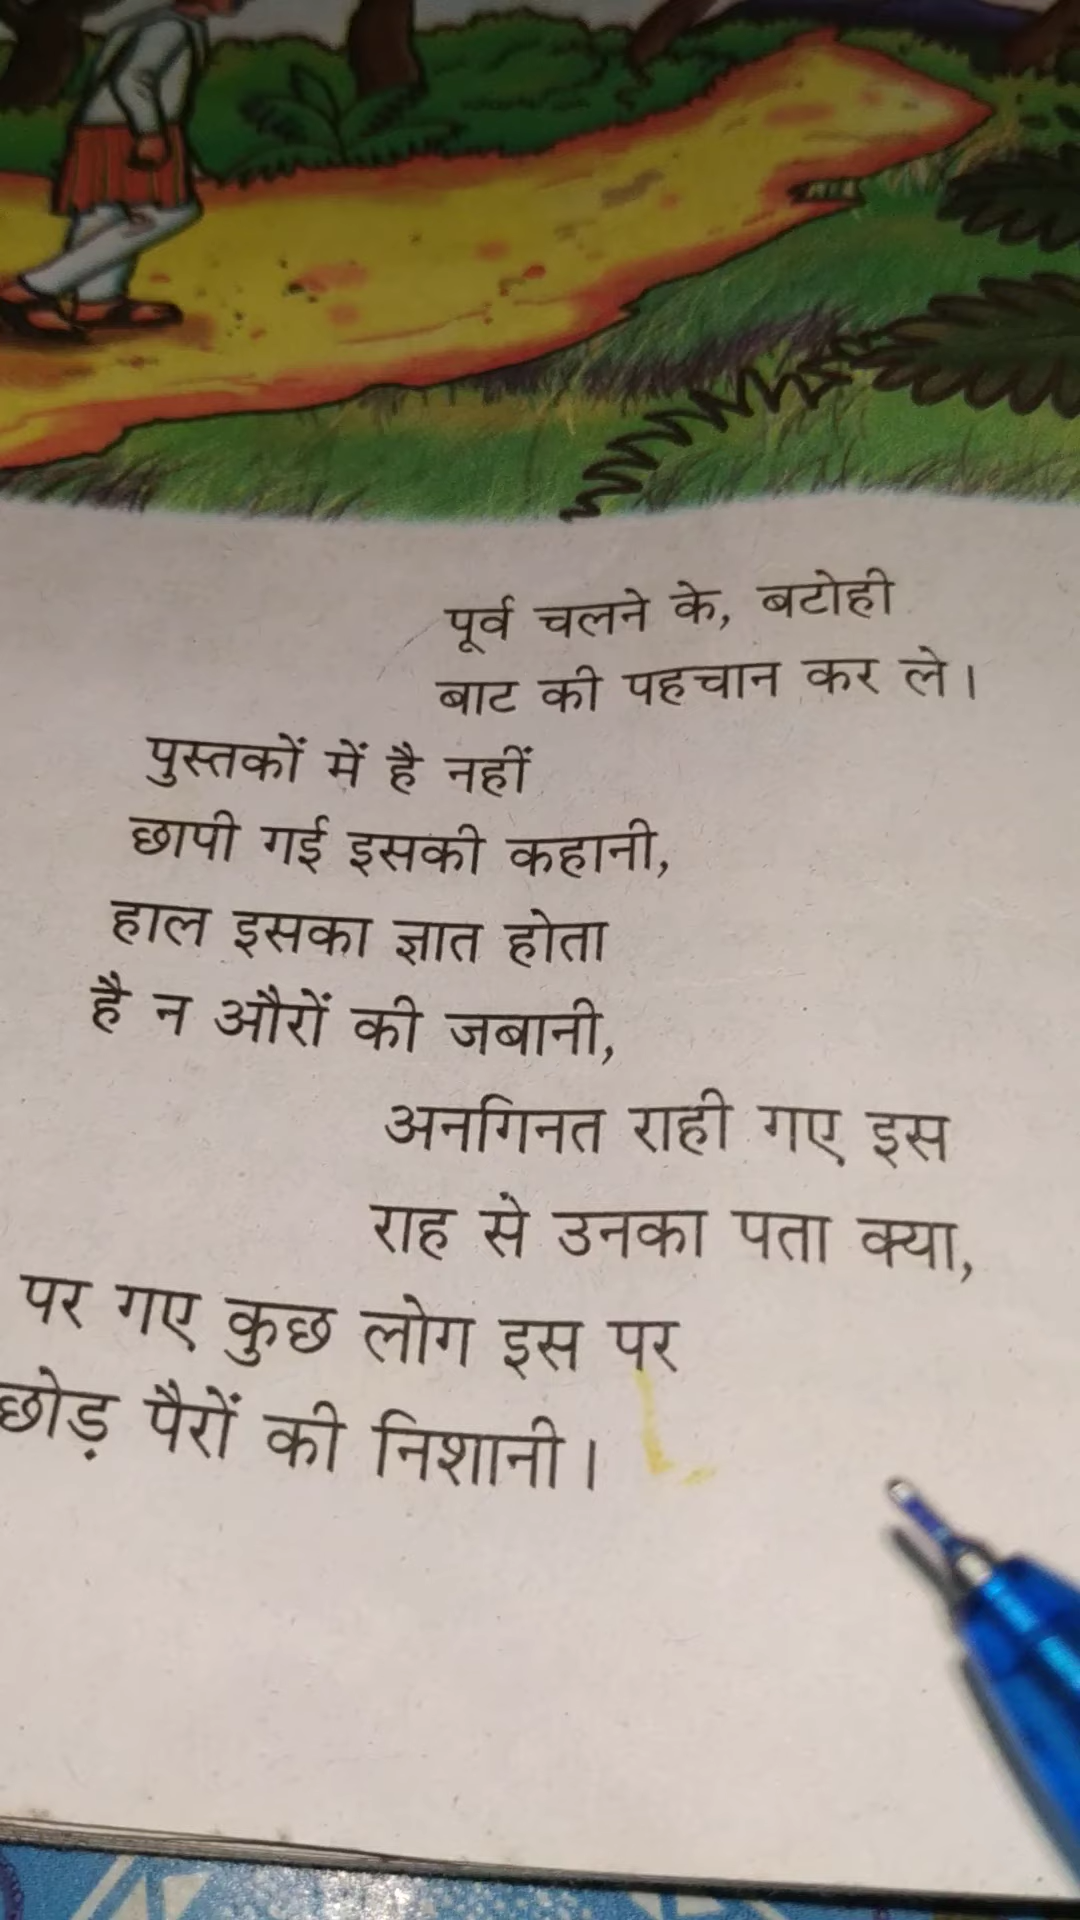 पूर्व चलने के, बटोही
बाट की पहचान कर ले।
पुस्तकों में है नहीं
छापी गई इसकी कहानी,
हाल इसका ज्ञात होता
है न औरों की जबानी,
अनगिनत राही गए इस
राह से उनका पता क्या,
पर गए कुछ लोग इस पर
छोड़ पैरों की निशानी।